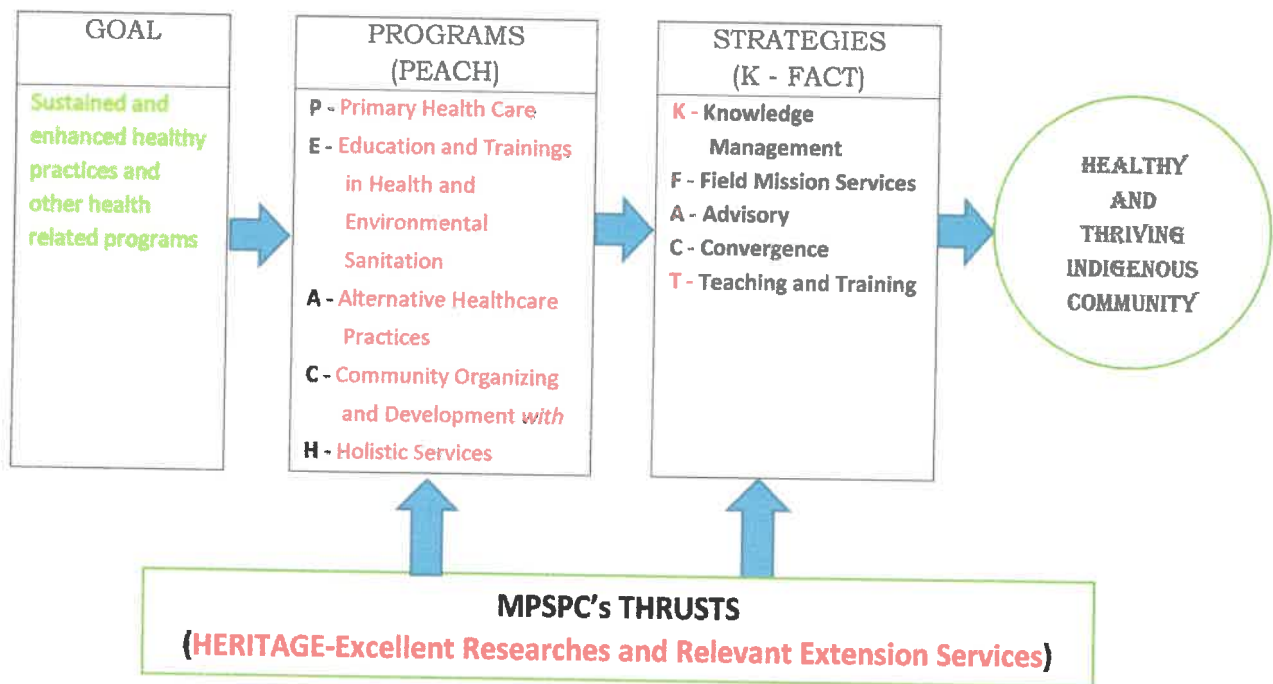 GOAL
Sustained and
enhanced healthy
practices and
other health
related programs
PROGRAMS
(PEACH)
P - Primary Health Care
E - Education and Trainings
in Health and
Environmental
Sanitation
A - Alternative Healthcare
Practices
C - Community Organizing
and Development with
H - Holistic Services
STRATEGIES
(K - FACT)
K - Knowledge
Management
F - Field Mission Services
A - Advisory
C - Convergence
T - Teaching and Training
HEALTHY
AND
THRIVING
INDIGENOUS
COMMUNITY
MPSPC's THRUSTS
(HERITAGE-Excellent Researches and Relevant Extension Services)